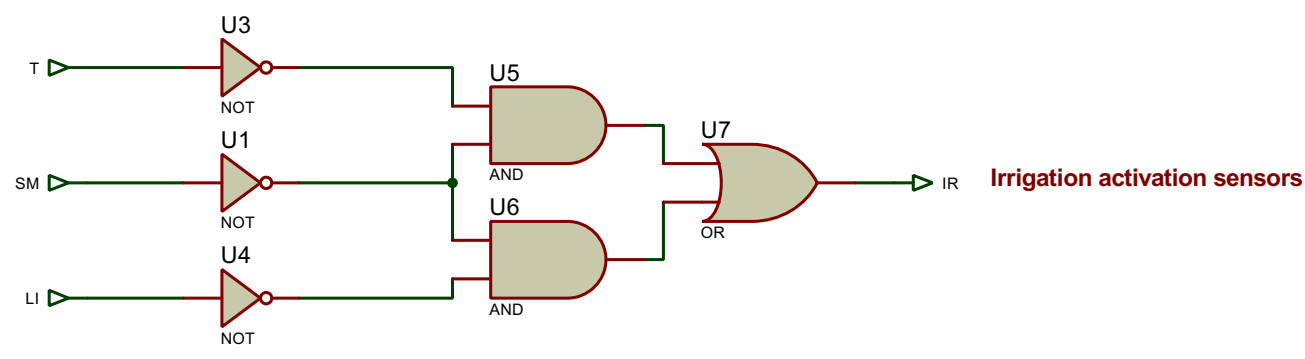 U3
T
NOT
U5
AND
U1
SM
NOT
U7
OR
IR
Irrigation activation sensors
U6
AND
U4
LI
NOT